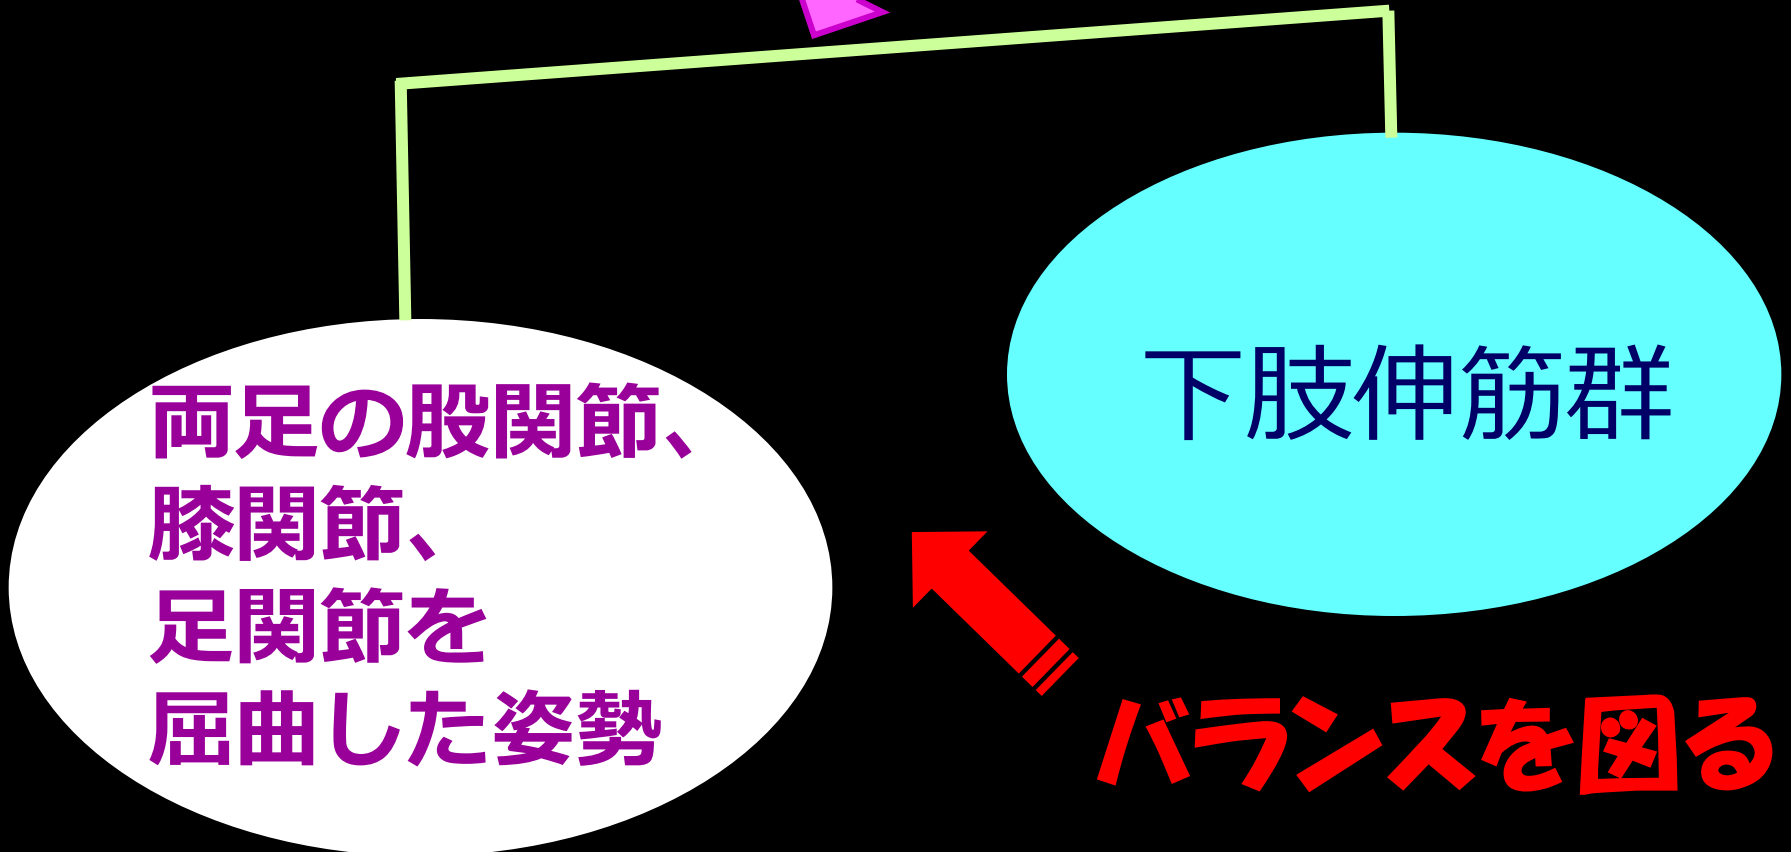 両足の股関節、
膝関節、
足関節を
屈曲した姿勢
下肢伸筋群
バランスを図る